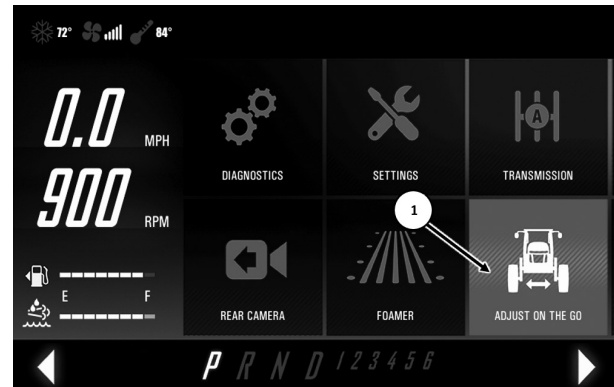 72° 84°
0.0 MPH
900 RPM
E F
DIAGNOSTICS SETTINGS TRANSMISSION
A
1
REAR CAMERA FOAMER ADJUST ON THE GO
P R N D 1 2 3 4 5 6